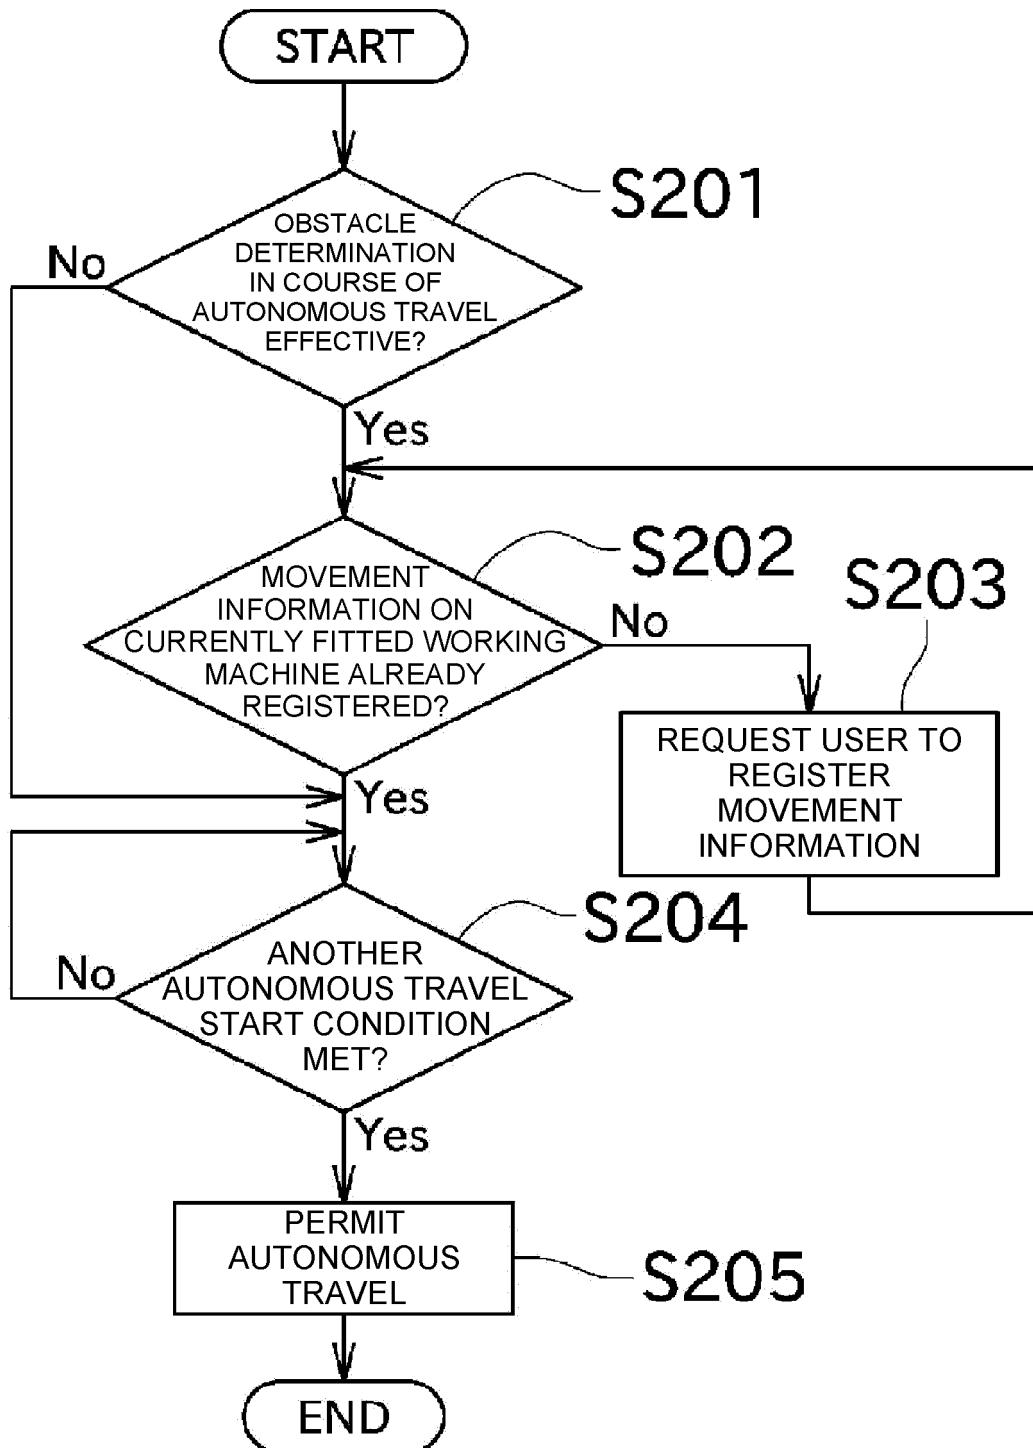 START
S201
OBSTACLE
DETERMINATION
IN COURSE OF
AUTONOMOUS TRAVEL
EFFECTIVE?
No
Yes
S202
MOVEMENT
INFORMATION ON
CURRENTLY FITTED WORKING
MACHINE ALREADY
REGISTERED?
No
S203
REQUEST USER TO
REGISTER
MOVEMENT
INFORMATION
Yes
S204
ANOTHER
AUTONOMOUS TRAVEL
START CONDITION
MET?
No
Yes
PERMIT
AUTONOMOUS
TRAVEL
S205
END